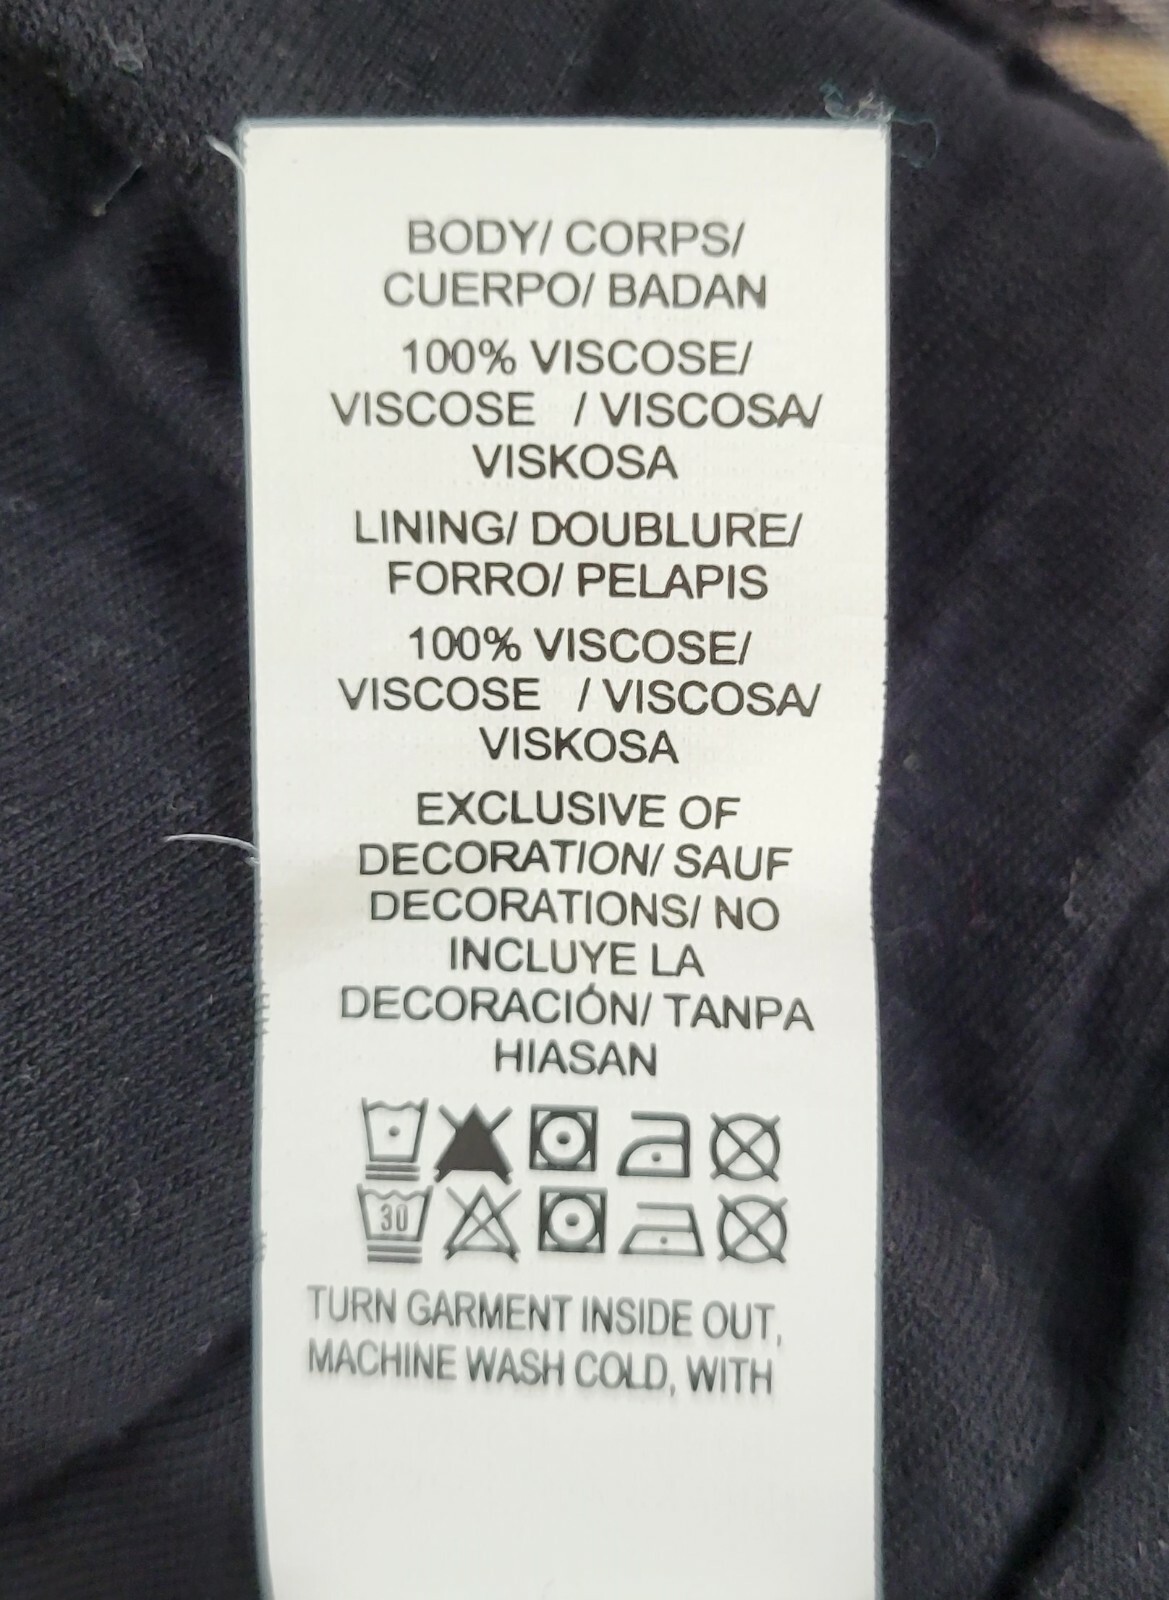 BODY/ CORPS/
CUERPO/ BADAN
100% VISCOSE/
VISCOSE / VISCOSA/
VISKOSA
LINING/ DOUBLURE/
FORRO/ PELAPIS
100% VISCOSE/
VISCOSE / VISCOSA/
VISKOSA
EXCLUSIVE OF
DECORATION/ SAUF
DECORATIONS/ NO
INCLUYE LA
DECORACIÓN/ TANPA
HIASAN
30
TURN GARMENT INSIDE OUT,
MACHINE WASH COLD, WITH